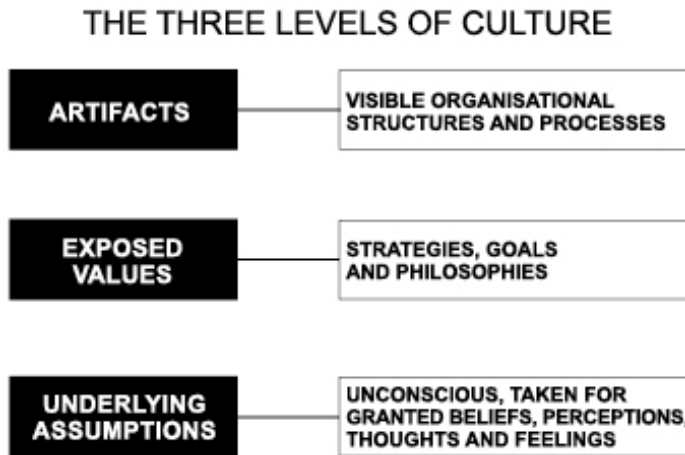 THE THREE LEVELS OF CULTURE
ARTIFACTS
VISIBLE ORGANISATIONAL
STRUCTURES AND PROCESSES
EXPOSED
VALUES
STRATEGIES, GOALS
AND PHILOSOPHIES
UNDERLYING
ASSUMPTIONS
UNCONSCIOUS, TAKEN FOR
GRANTED BELIEFS, PERCEPTIONS,
THOUGHTS AND FEELINGS